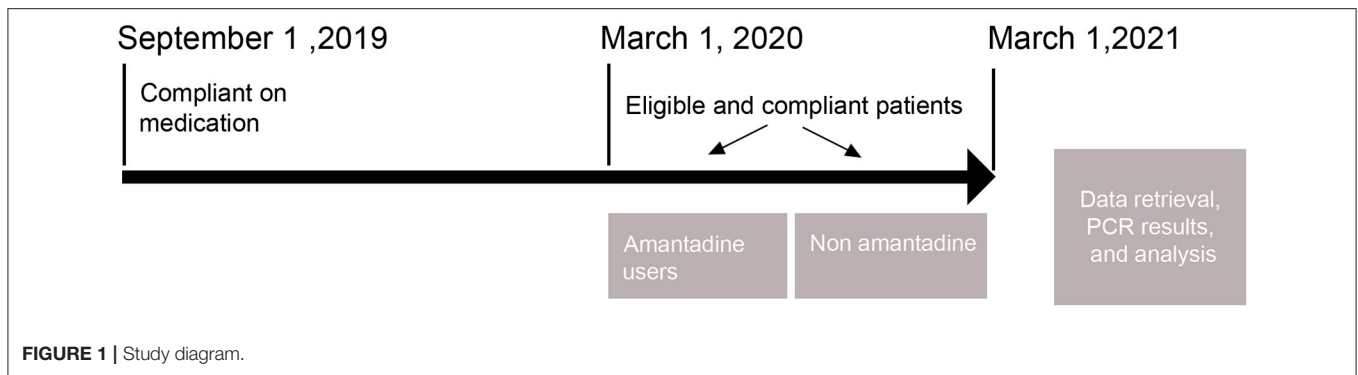 September 1 ,2019
March 1, 2020
March 1,2021
Compliant on
medication
Eligible and compliant patients
Amantadine
users
Non amantadine
Data retrieval,
PCR results,
and analysis
FIGURE 1 | Study diagram.